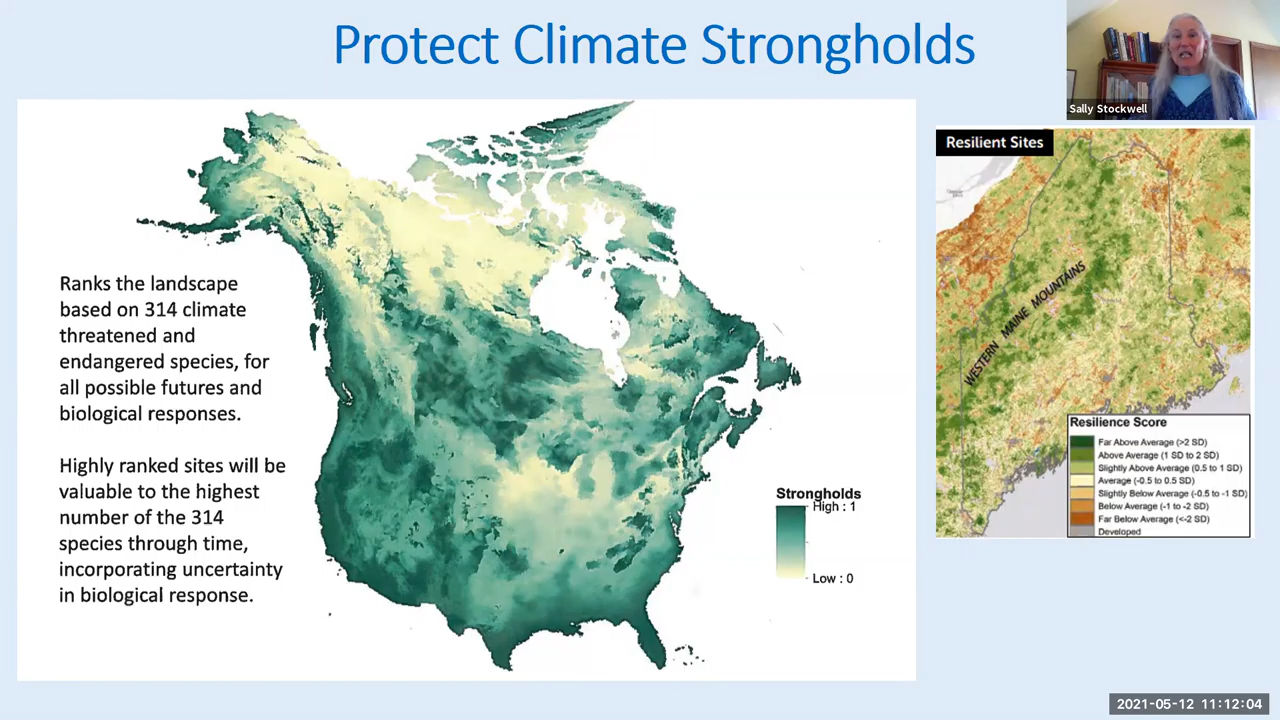 Protect Climate Strongholds
Sally Stockwell
Ranks the landscape
based on 314 climate
threatened and
endangered species, for
all possible futures and
biological responses.
Highly ranked sites will be
valuable to the highest
number of the 314
species through time,
incorporating uncertainty
in biological response.
Strongholds
High : 1
Low : 0
Resilient Sites
WESTERN MAINE MOUNTAINS
Resilience Score
Far Above Average (>2 SD)
Above Average (1 SD to 2 SD)
Slightly Above Average (0.5 to 1 SD)
Average (-0.5 to 0.5 SD)
Slightly Below Average (-0.5 to -1 SD)
Below Average (-1 to -2 SD)
Far Below Average (<-2 SD)
Developed
2021-05-12 11:12:04